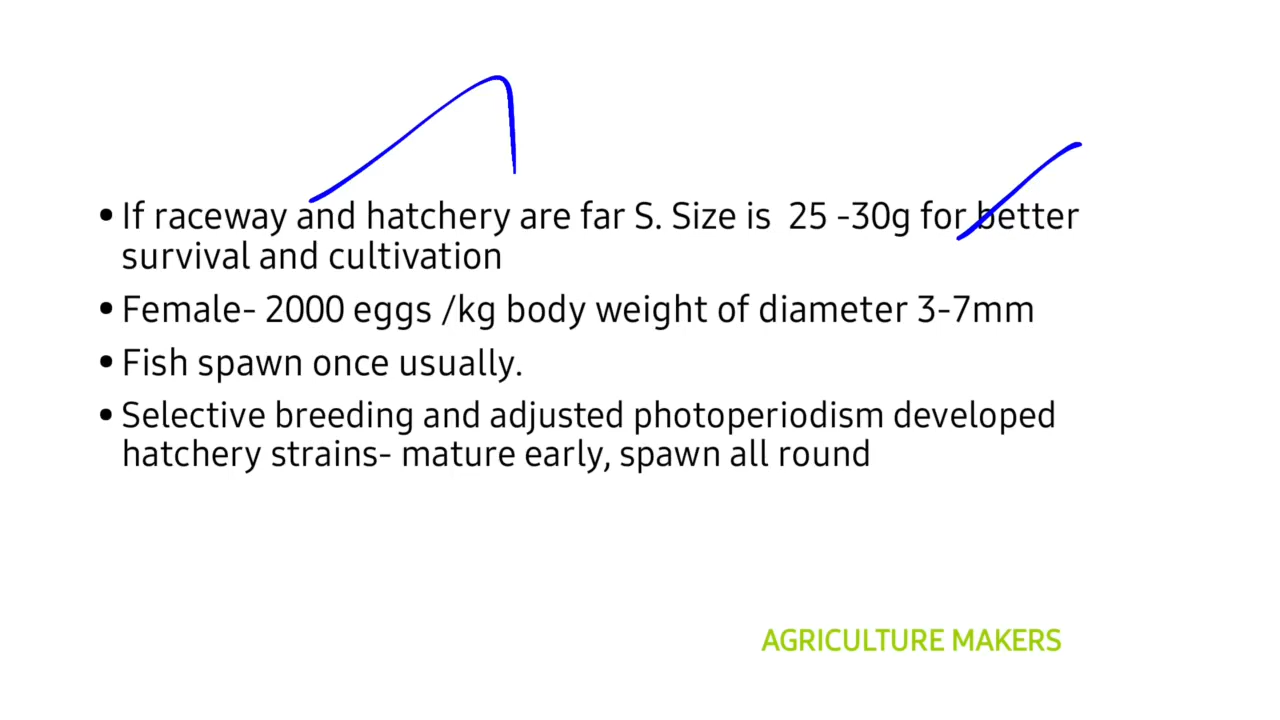 • If raceway and hatchery are far S. Size is 25 -30g for better
survival and cultivation
• Female- 2000 eggs /kg body weight of diameter 3-7mm
• Fish spawn once usually.
• Selective breeding and adjusted photoperiodism developed
hatchery strains- mature early, spawn all round
AGRICULTURE MAKERS